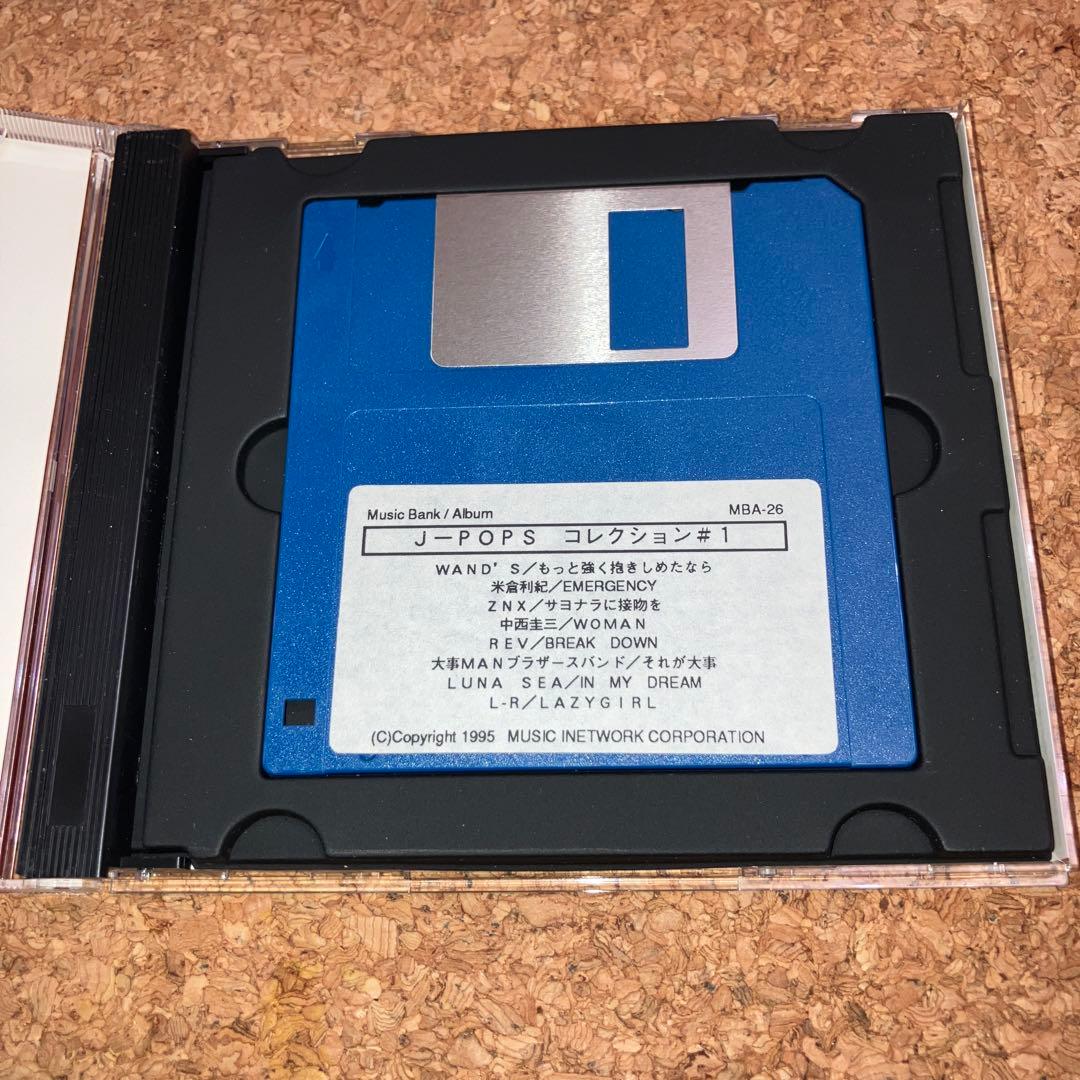 Music Bank / Album MBA-26
J－POPS コレクション＃1
WAND'S／もっと強く抱きしめたなら
米倉利紀／EMERGENCY
ZNX／サヨナラに接吻を
中西圭三／WOMAN
REV／BREAK DOWN
大事MANブラザースバンド／それが大事
LUNA SEA／IN MY DREAM
L-R／LAZYGIRL
(C)Copyright 1995 MUSIC INETWORK CORPORATION